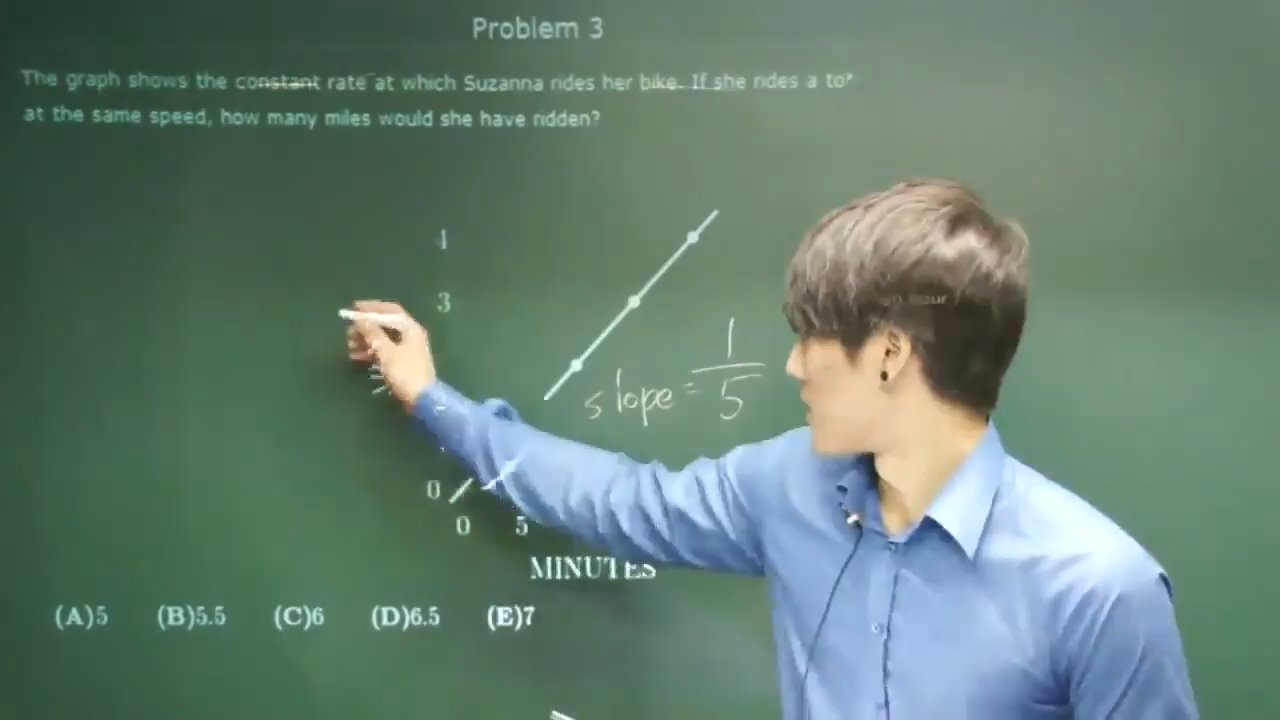 Problem 3
The graph shows the constant rate at which Suzanna rides her bike. If she rides a
at the same speed, how many miles would she have ridden?
4
3
slope = 1/5
0
0 5
MINUTES
(A)5 (B)5.5 (C)6 (D)6.5 (E)7